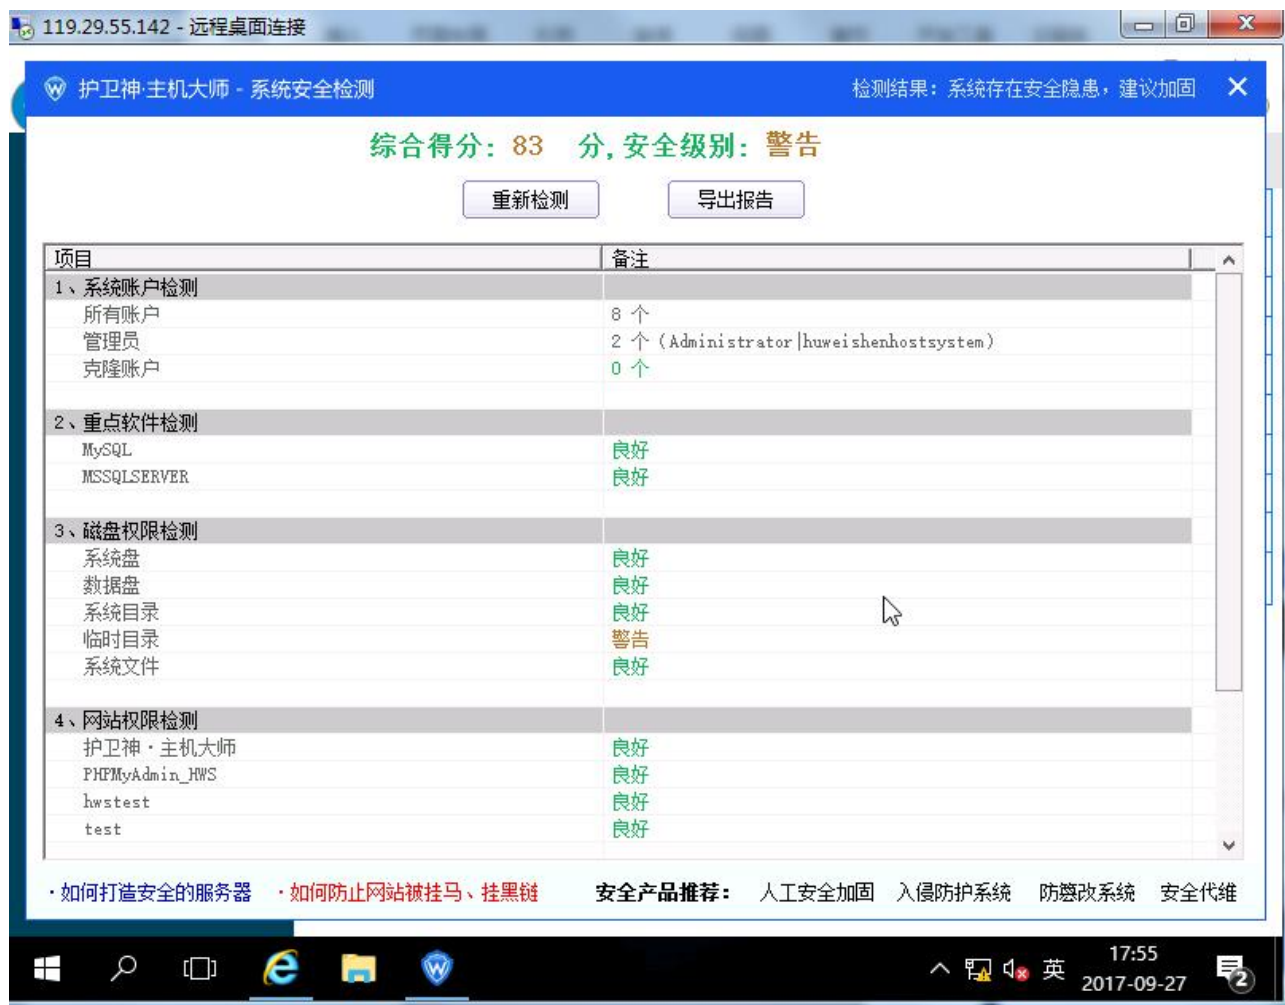 119.29.55.142 - 远程桌面连接
护卫神·主机大师 - 系统安全检测 检测结果：系统存在安全隐患，建议加固
综合得分：83 分,安全级别：警告
重新检测 导出报告
项目 备注
1、系统账户检测
所有账户 8 个
管理员 2 个 (Administrator|huweishenhostsystem)
克隆账户 0 个
2、重点软件检测
MySQL 良好
MSSQLSERVER 良好
3、磁盘权限检测
系统盘 良好
数据盘 良好
系统目录 良好
临时目录 警告
系统文件 良好
4、网站权限检测
护卫神·主机大师 良好
PHPMyAdmin_HWS 良好
hwstest 良好
test 良好
·如何打造安全的服务器 ·如何防止网站被挂马、挂黑链 安全产品推荐： 人工安全加固 入侵防护系统 防篡改系统 安全代维
英 17:55
2017-09-27 2